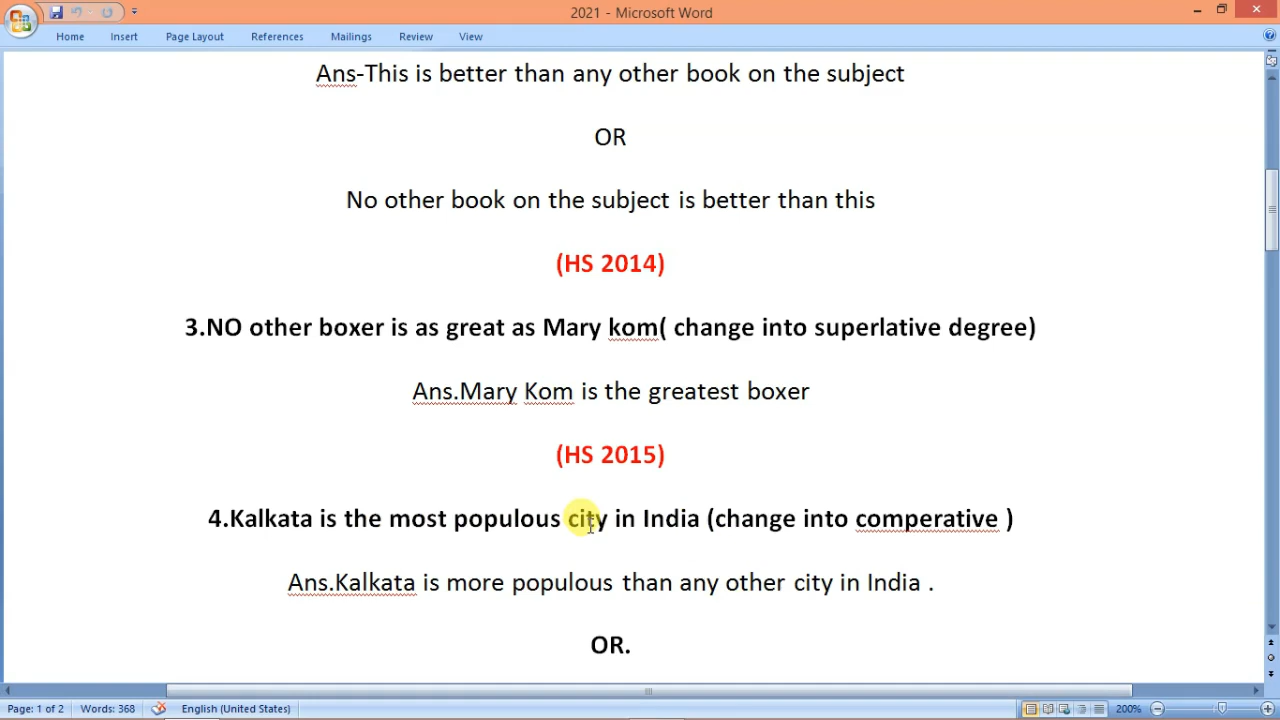 2021 - Microsoft Word
Home Insert Page Layout References Mailings Review View
Ans-This is better than any other book on the subject
OR
No other book on the subject is better than this
(HS 2014)
3.NO other boxer is as great as Mary kom( change into superlative degree)
Ans.Mary Kom is the greatest boxer
(HS 2015)
4.Kalkata is the most populous city in India (change into comperative )
Ans.Kalkata is more populous than any other city in India .
OR.
Page: 1 of 2 Words: 368 English (United States) 200%